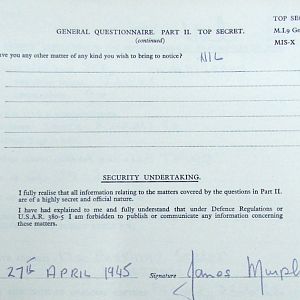 TOP SE
GENERAL QUESTIONNAIRE. PART II. TOP SECRET.
M.I.9 Ge
(continued)
MIS-X
ave you any other matter of any kind you wish to bring to notice? NIL
SECURITY UNDERTAKING.
I fully realise that all information relating to the matters covered by the questions in Part II.
are of a highly secret and official nature.
I have had explained to me and fully understand that under Defence Regulations or
U.S.A.R. 380-5 I am forbidden to publish or communicate any information concerning
these matters.
27TH APRIL 1945 Signature James Murph